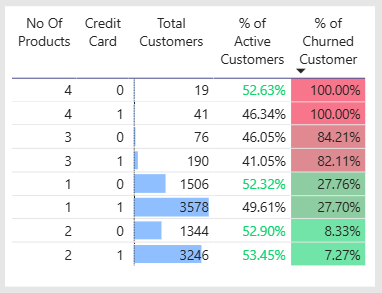 No Of Products Credit Card Total Customers % of Active Customers % of Churned Customer
4 0 19 52.63% 100.00%
4 1 41 46.34% 100.00%
3 0 76 46.05% 84.21%
3 1 190 41.05% 82.11%
1 0 1506 52.32% 27.76%
1 1 3578 49.61% 27.70%
2 0 1344 52.90% 8.33%
2 1 3246 53.45% 7.27%